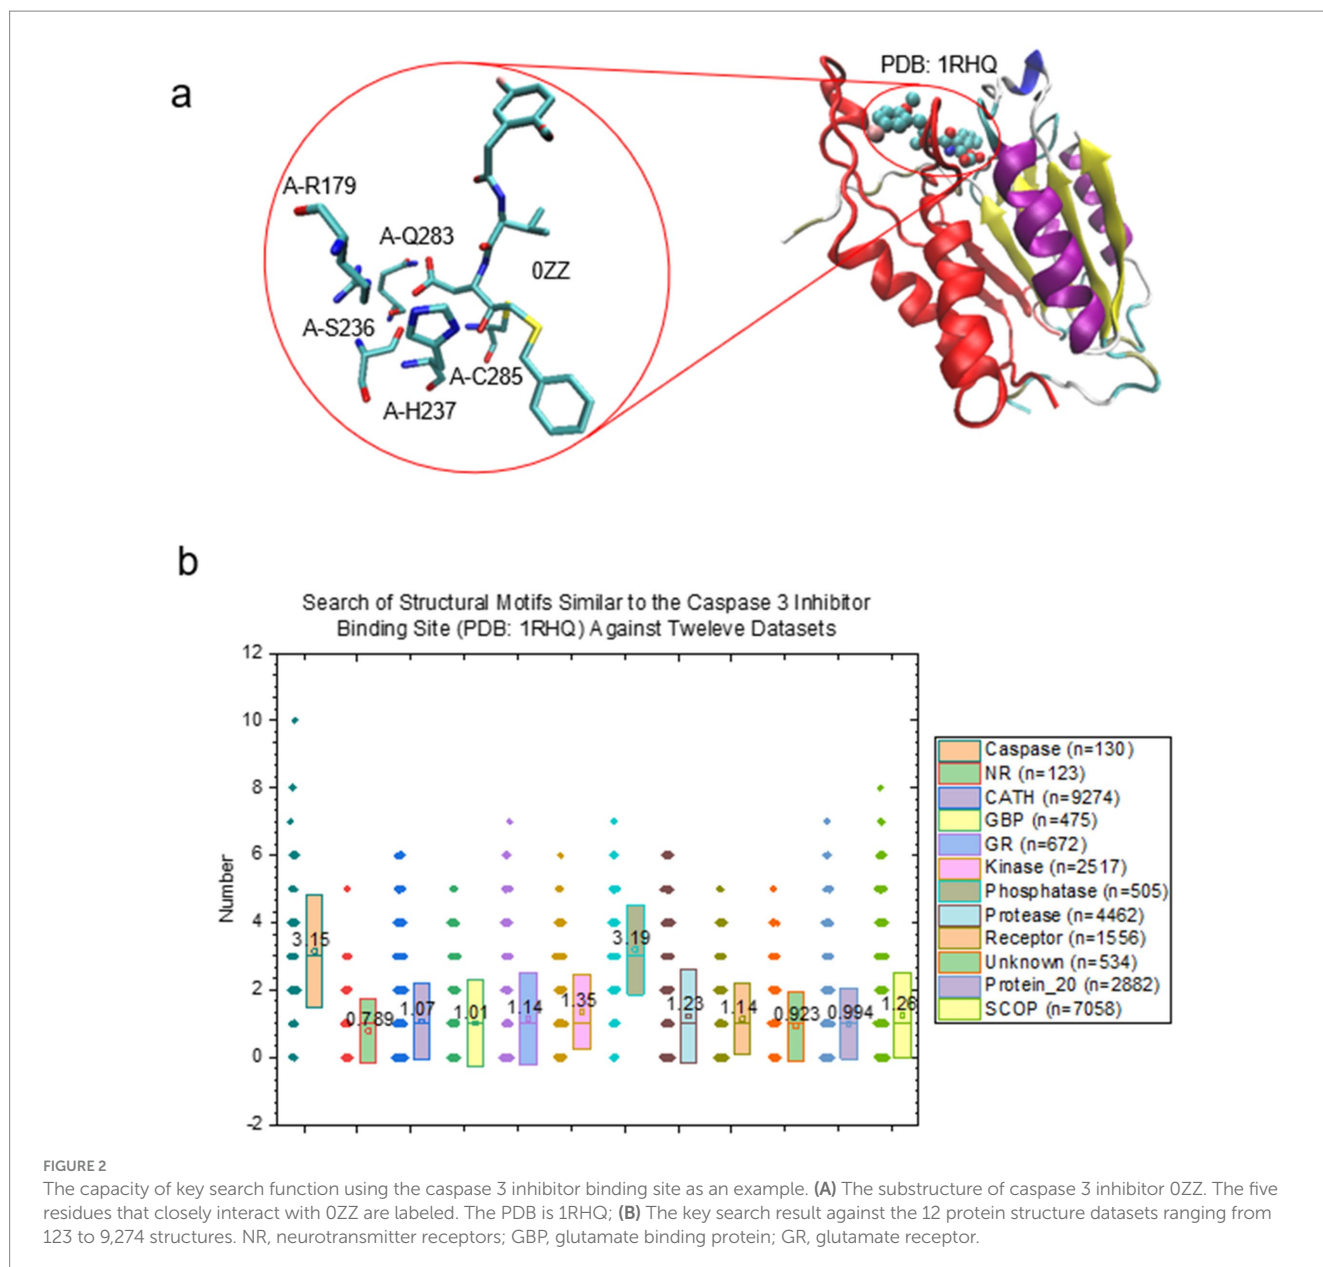 a
PDB: 1RHQ
A-R179
A-Q283
0ZZ
A-S236
A-C285
A-H237
b
Search of Structural Motifs Similar to the Caspase 3 Inhibitor
Binding Site (PDB: 1RHQ) Against Tweleve Datasets
12
10
8
6
4
2
0
-2
Number
3.15
0.789
1.07
1.01
1.14
1.35
3.19
1.23
1.14
0.923
0.994
1.26
Caspase (n=130)
NR (n=123)
CATH (n=9274)
GBP (n=475)
GR (n=672)
Kinase (n=2517)
Phosphatase (n=505)
Protease (n=4462)
Receptor (n=1556)
Unknown (n=534)
Protein_20 (n=2882)
SCOP (n=7058)
FIGURE 2
The capacity of key search function using the caspase 3 inhibitor binding site as an example. (A) The substructure of caspase 3 inhibitor 0ZZ. The five
residues that closely interact with 0ZZ are labeled. The PDB is 1RHQ; (B) The key search result against the 12 protein structure datasets ranging from
123 to 9,274 structures. NR, neurotransmitter receptors; GBP, glutamate binding protein; GR, glutamate receptor.